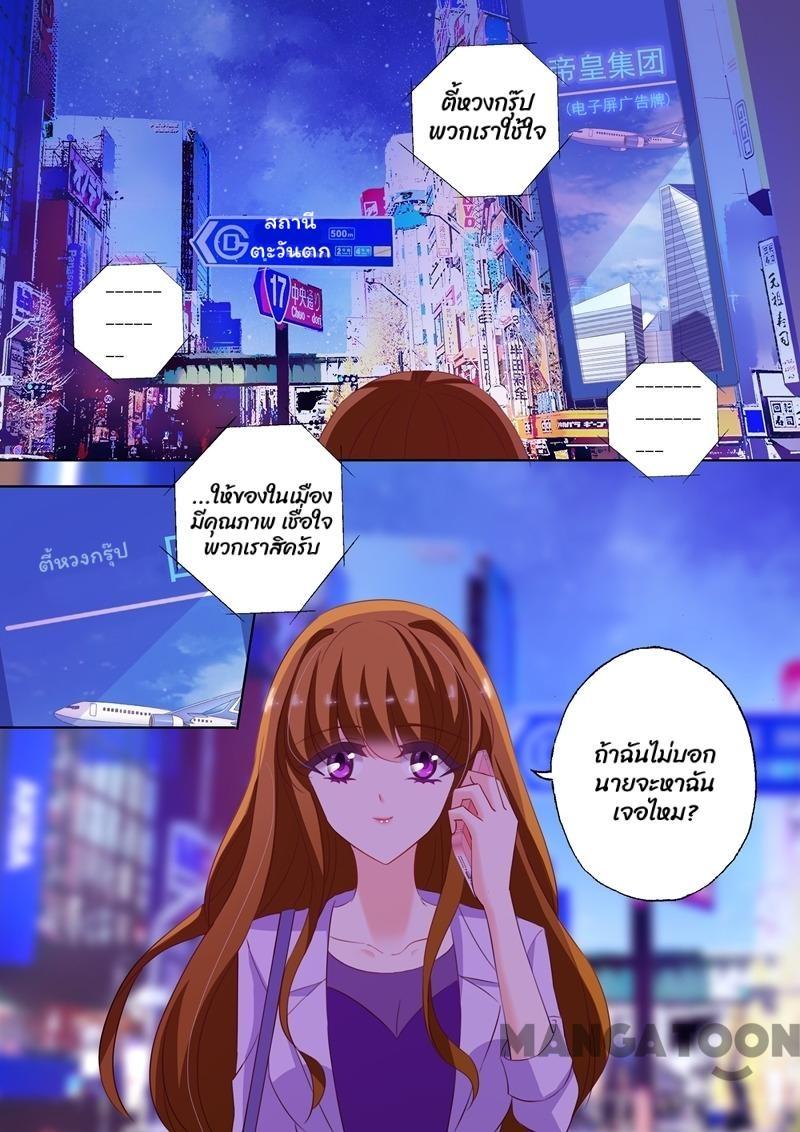 ตี้หวงกรุ๊ป
พวกเราใช้ใจ
帝皇集团
(电子屏广告牌)
GIGO
สถานี
ตะวันตก
500m
17
中央通り
Chuo - dori
Panasonic
-------
------
--
--------
--------
---
...ให้ของในเมือง
มีคุณภาพ เชื่อใจ
พวกเราสิครับ
ตี้หวงกรุ๊ป
ถ้าฉันไม่บอก
นายจะหาฉัน
เจอไหม?
MANGATOON